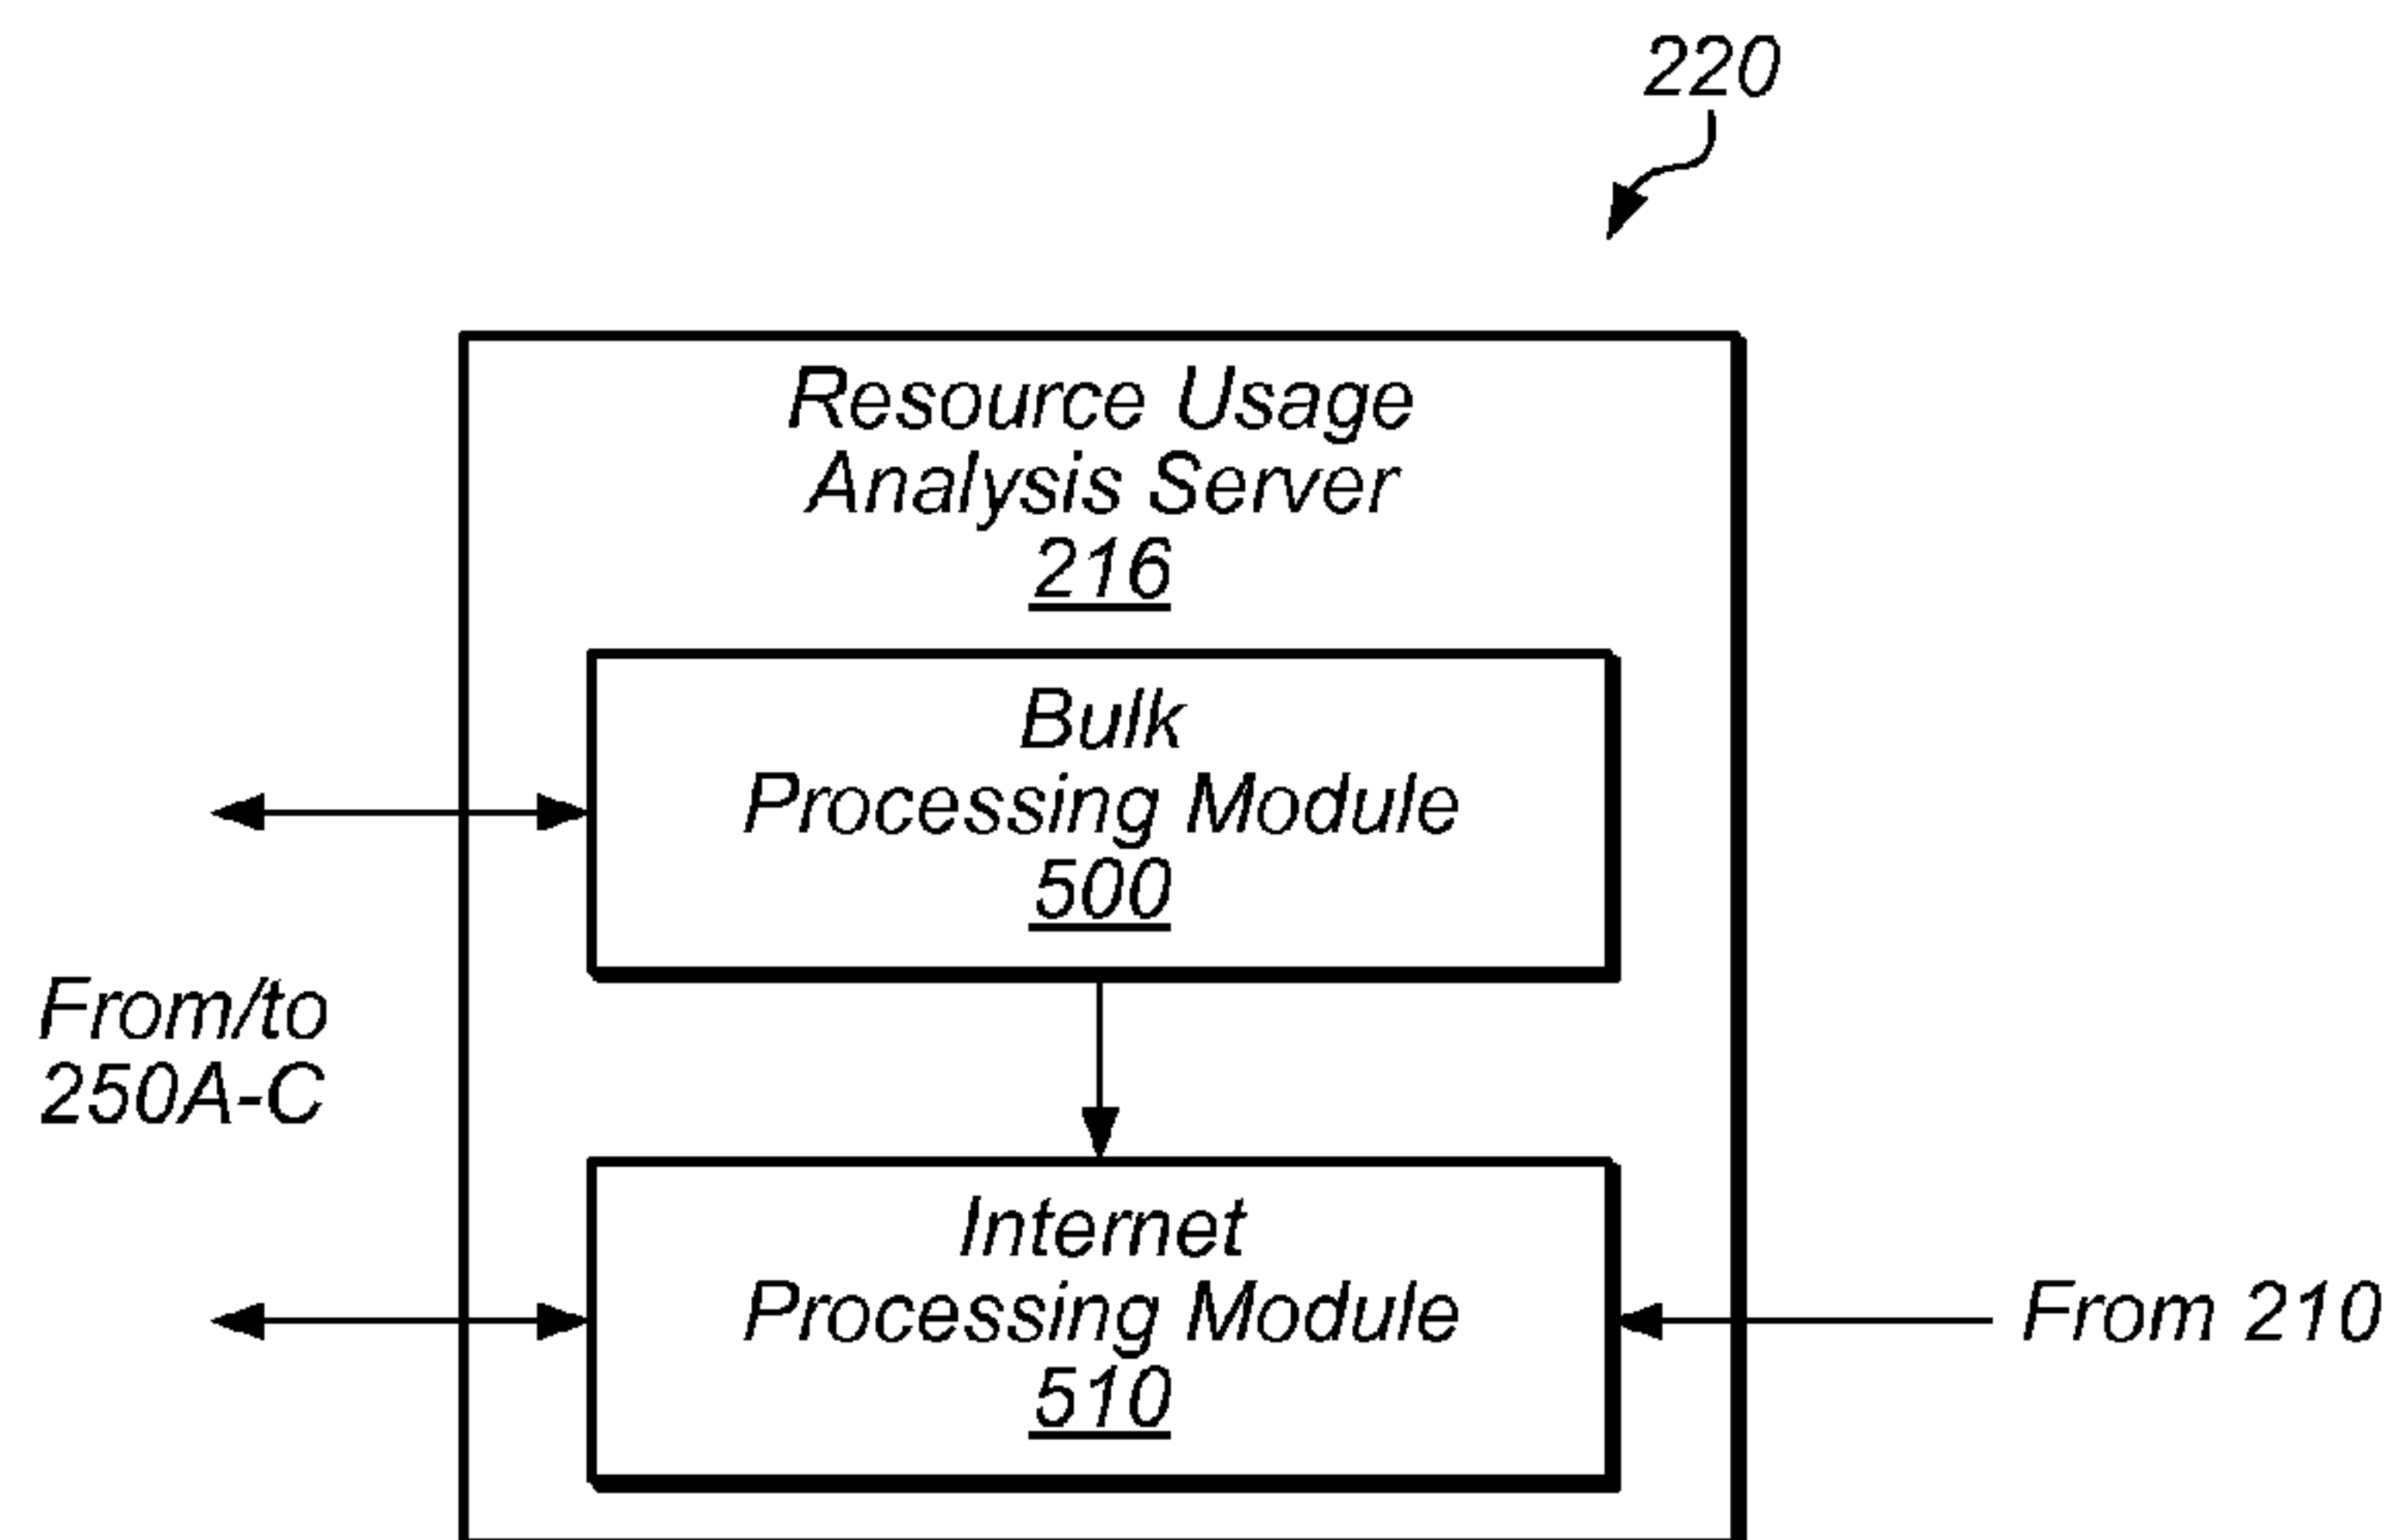 220
Resource Usage
Analysis Server
216
Bulk
Processing Module
500
From/to
250A-C
Internet
Processing Module
510
From 210